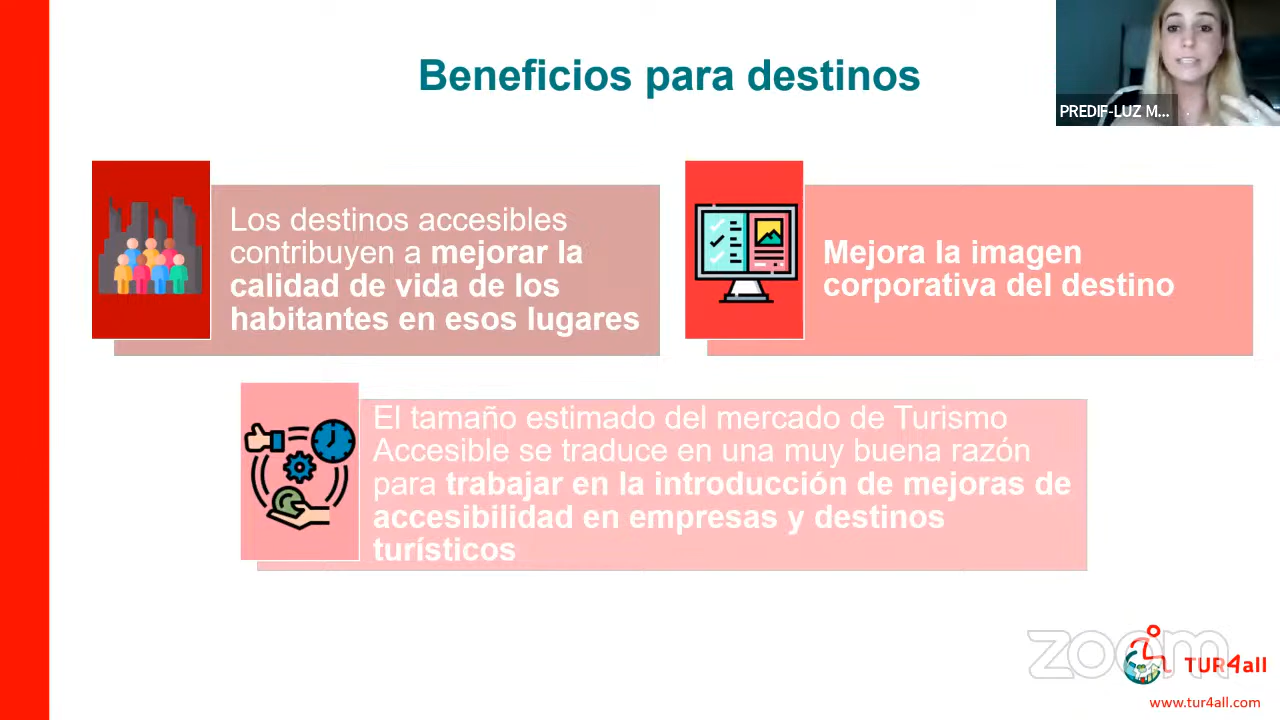 Beneficios para destinos
PREDIF-LUZ M...
Los destinos accesibles
contribuyen a mejorar la
calidad de vida de los
habitantes en esos lugares
Mejora la imagen
corporativa del destino
El tamaño estimado del mercado de Turismo
Accesible se traduce en una muy buena razón
para trabajar en la introducción de mejoras de
accesibilidad en empresas y destinos
turísticos
zoom
TUR4all
www.tur4all.com